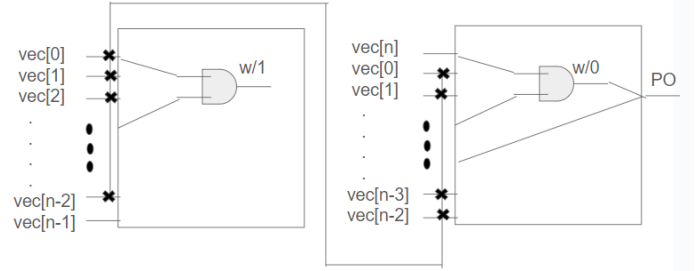 vec[0]
vec[1]
vec[2]
vec[n-2]
vec[n-1]
w/1
vec[n]
vec[0]
vec[1]
vec[n-3]
vec[n-2]
w/0
PO